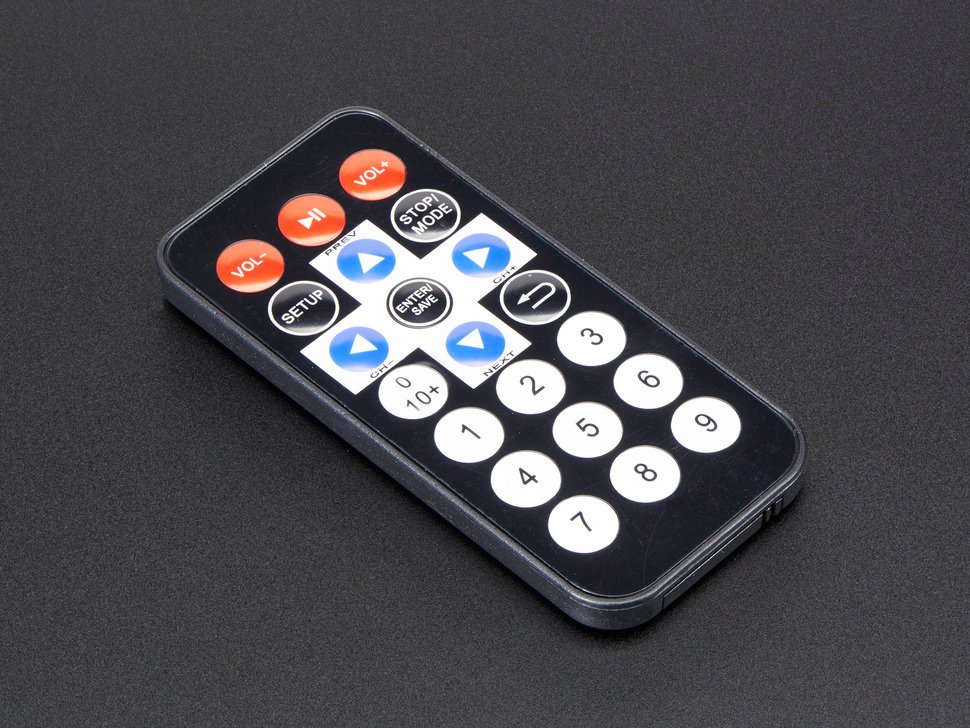 VOL-
VOL+
SETUP
PREV
STOP/
MODE
CH-
ENTER/
SAVE
CH+
0
10+
NEXT
1
2
3
4
5
6
7
8
9